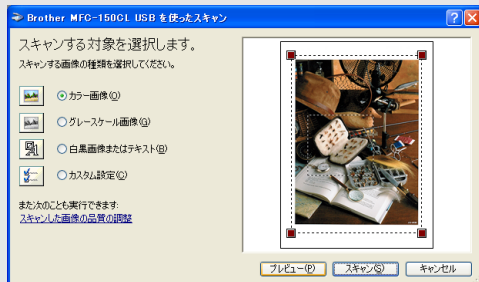 Brother MFC-150CL USB を使ったスキャン
スキャンする対象を選択します。
スキャンする画像の種類を選択してください。
カラー画像(O)
グレースケール画像(G)
白黒画像またはテキスト(B)
カスタム設定(C)
また次のことも実行できます:
スキャンした画像の品質の調整
プレビュー(P)
スキャン(S)
キャンセル